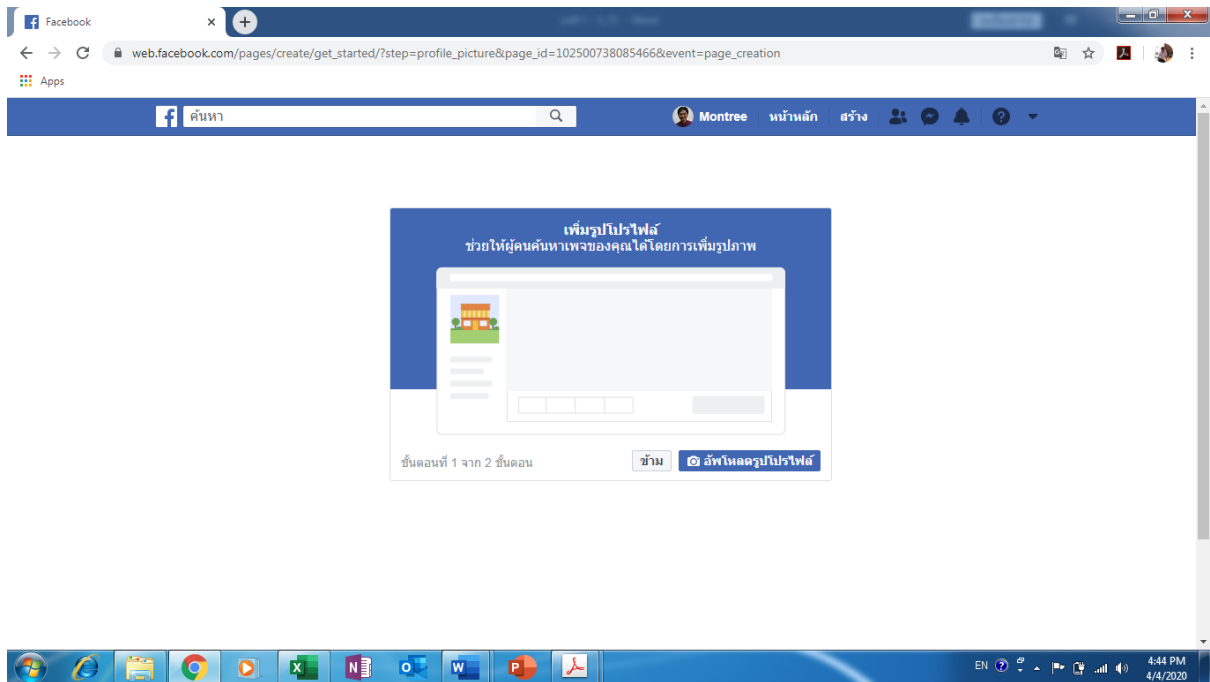 Facebook
web.facebook.com/pages/create/get_started/?step=profile_picture&page_id=102500738085466&event=page_creation
Apps
ค้นหา
Montree หน้าหลัก สร้าง
เพิ่มรูปโปรไฟล์
ช่วยให้ผู้คนค้นหาเพจของคุณได้โดยการเพิ่มรูปภาพ
ขั้นตอนที่ 1 จาก 2 ขั้นตอน
ข้าม
อัพโหลดรูปโปรไฟล์
EN
4:44 PM
4/4/2020